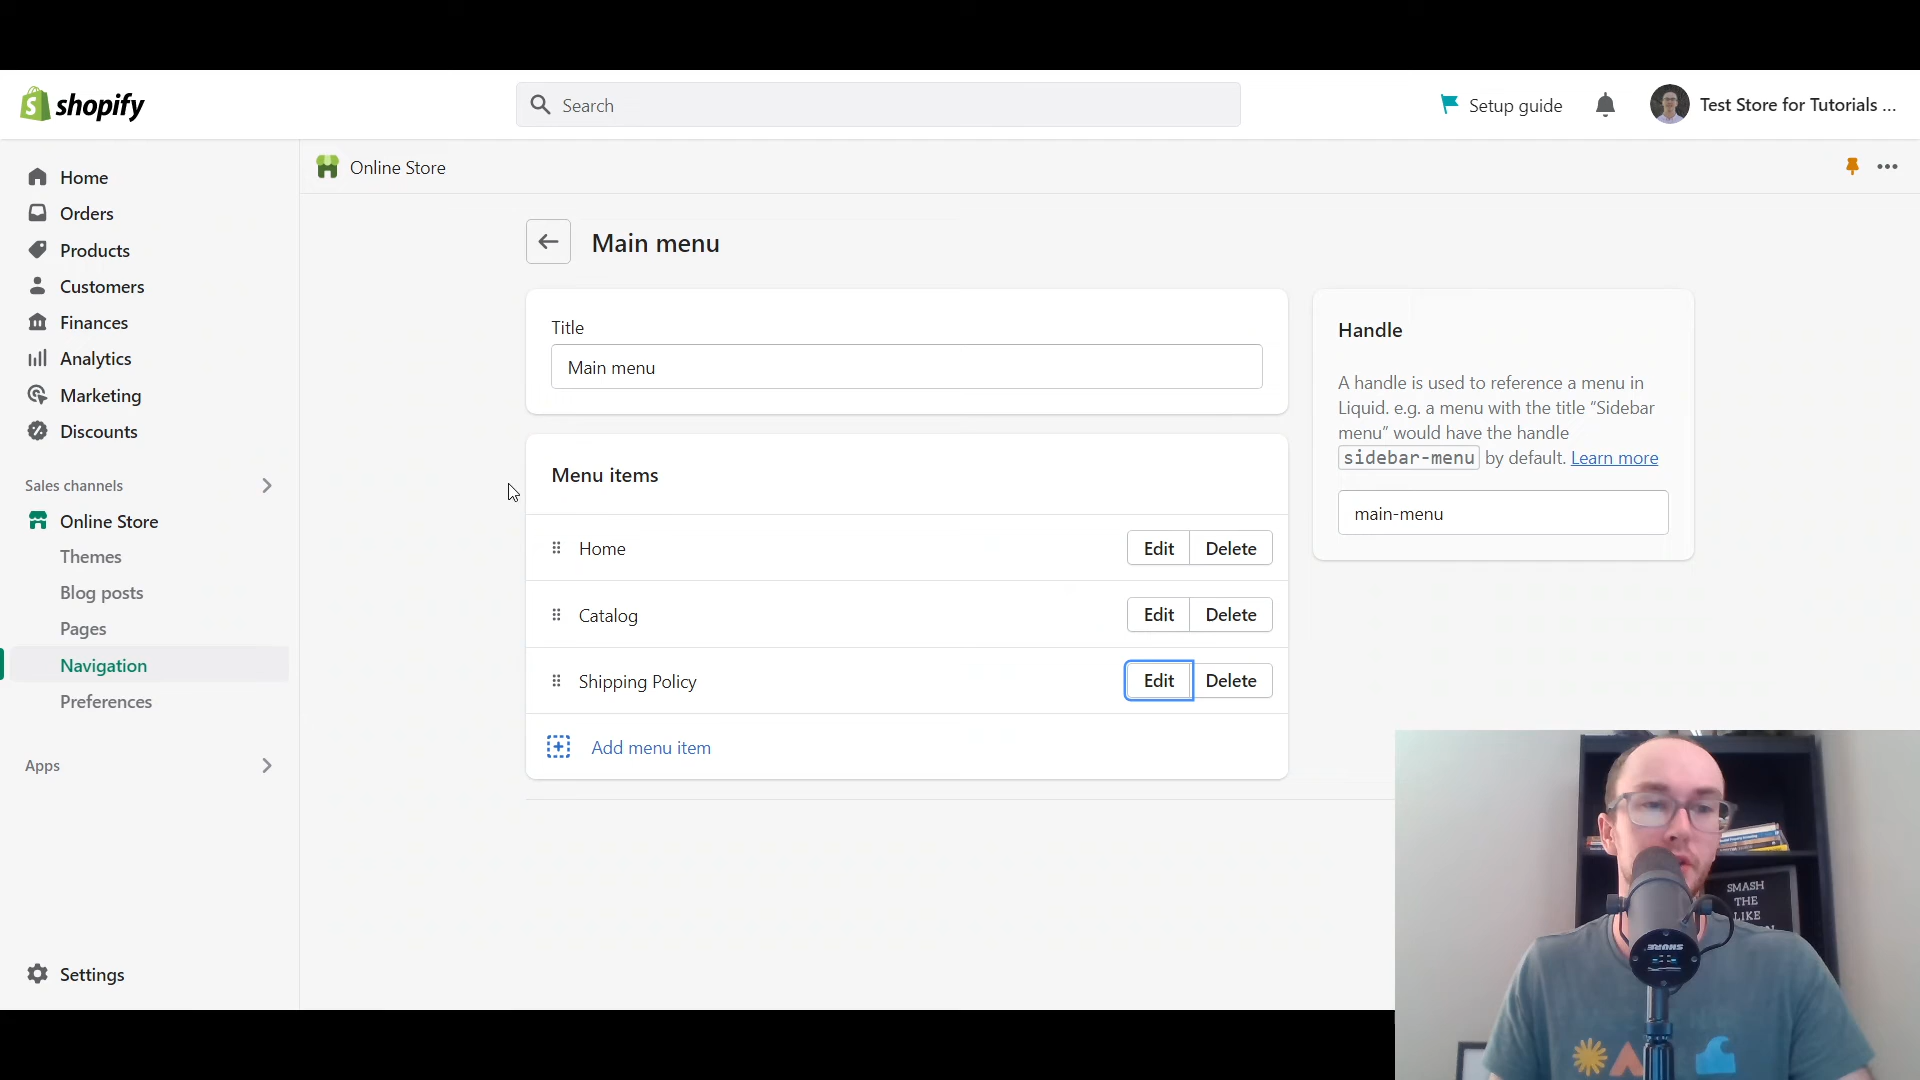 shopify
Search
Setup guide
Test Store for Tutorials ...
Home
Orders
Products
Customers
Finances
Analytics
Marketing
Discounts
Sales channels
Online Store
Themes
Blog posts
Pages
Navigation
Preferences
Apps
Settings
Online Store
Main menu
Title
Main menu
Menu items
Home
Edit
Delete
Catalog
Edit
Delete
Shipping Policy
Edit
Delete
Add menu item
Handle
A handle is used to reference a menu in
Liquid. e.g. a menu with the title “Sidebar
menu” would have the handle
sidebar-menu by default. Learn more
main-menu
SMASH
THE
LIKE
SHURE